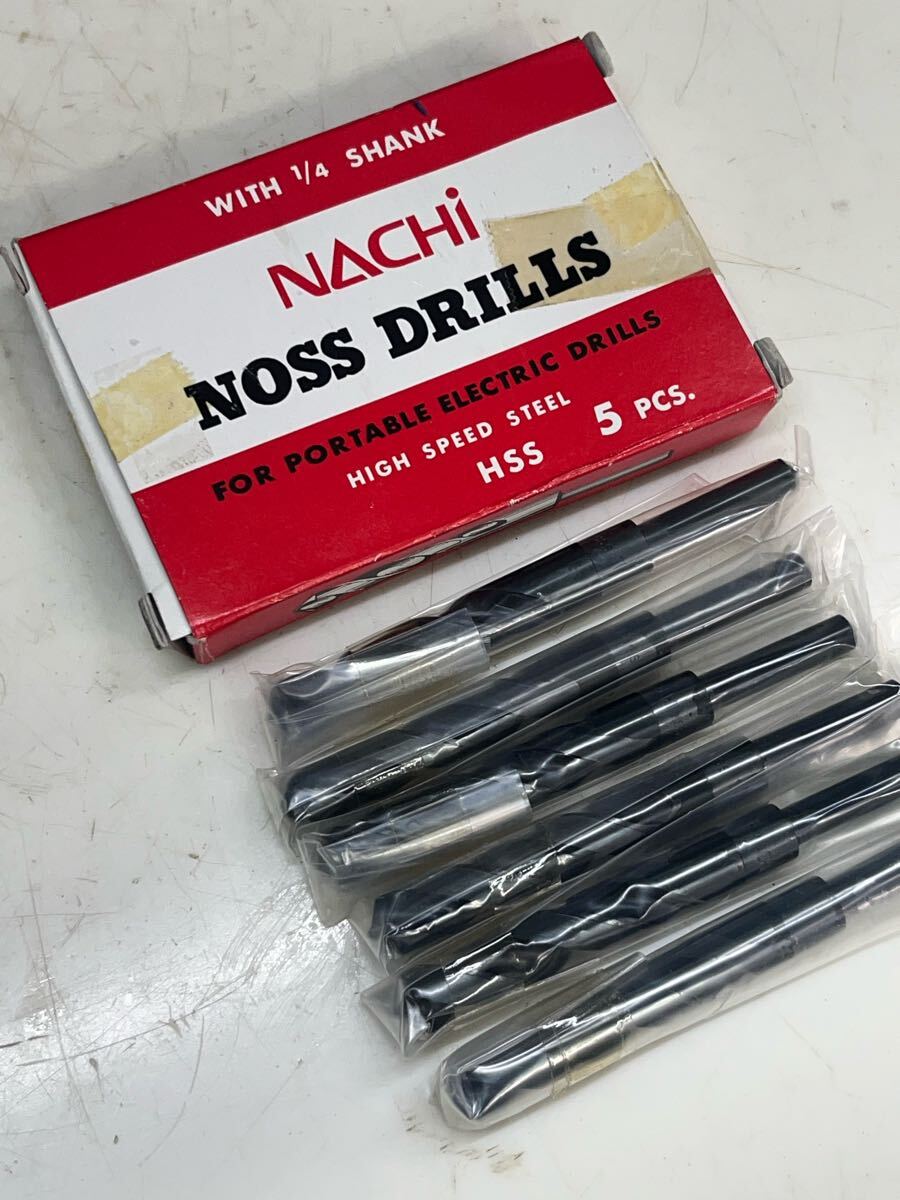 WITH 1/4 SHANK
NACHi
NOSS DRILLS
FOR PORTABLE ELECTRIC DRILLS
HIGH SPEED STEEL
HSS 5 PCS.